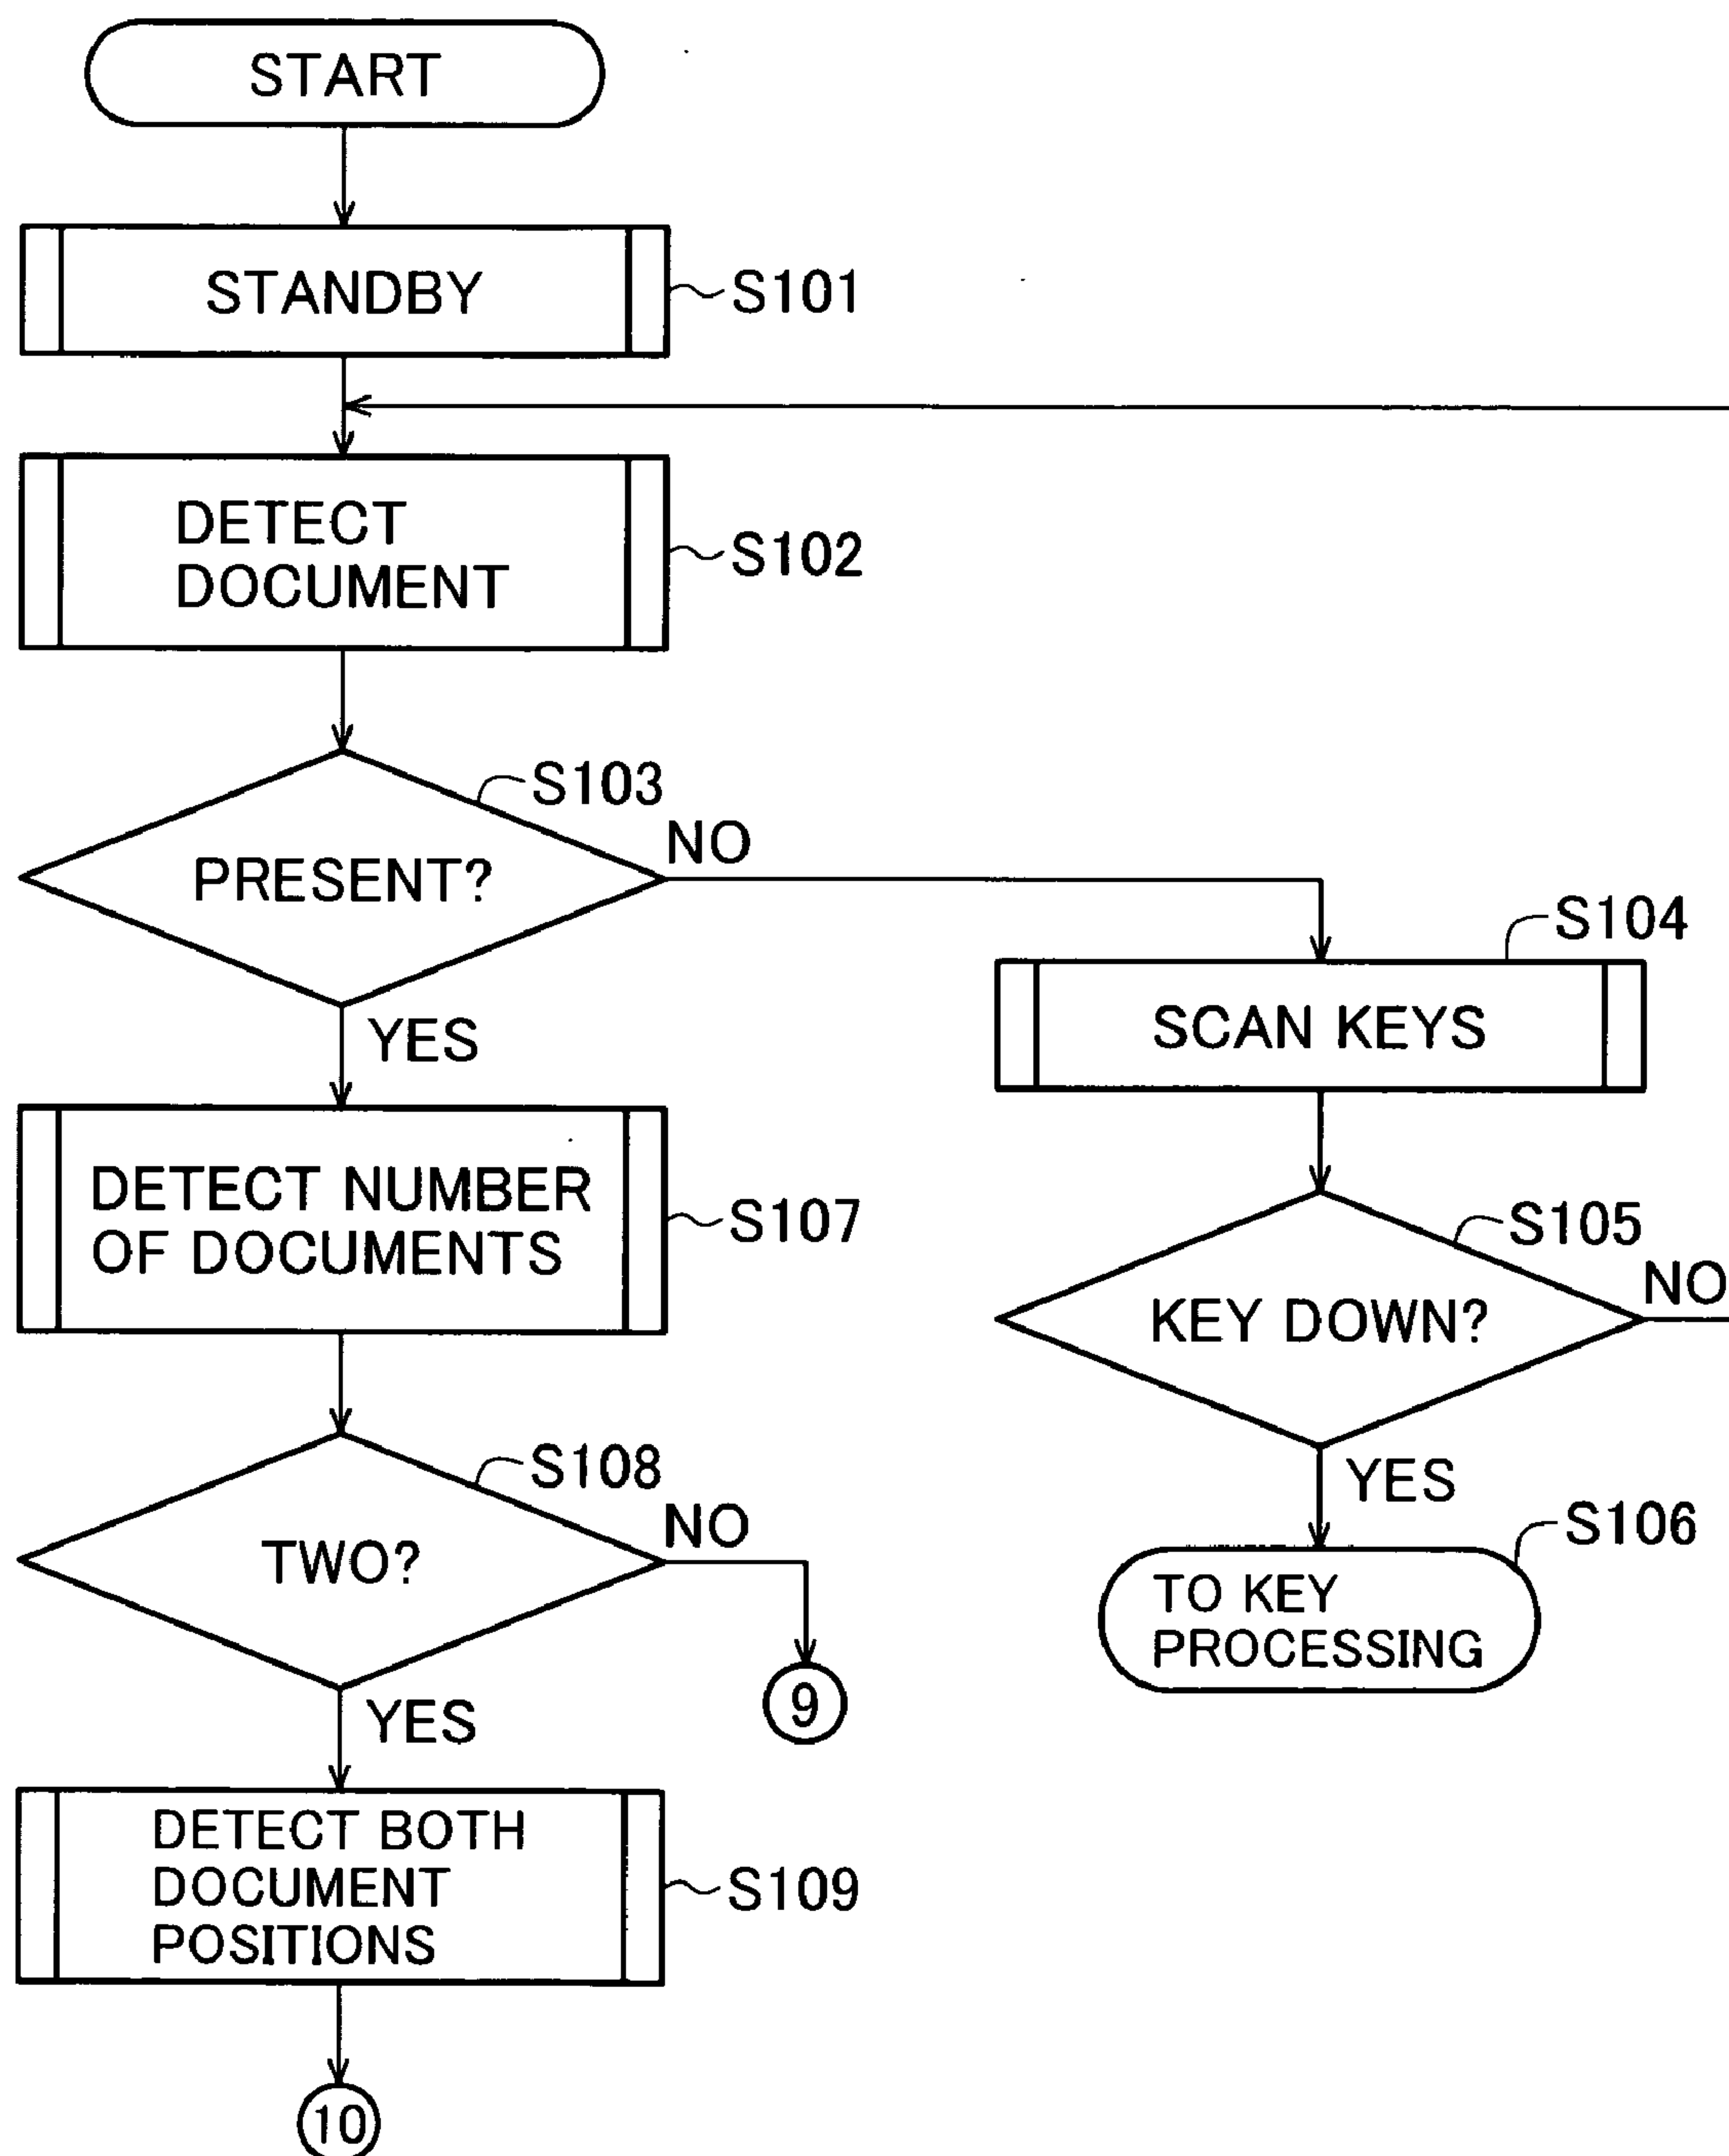 START
STANDBY
S101
DETECT
DOCUMENT
S102
S103
PRESENT?
NO
YES
S104
SCAN KEYS
DETECT NUMBER
OF DOCUMENTS
S107
S105
KEY DOWN?
NO
YES
S106
TO KEY
PROCESSING
S108
TWO?
NO
9
YES
DETECT BOTH
DOCUMENT
POSITIONS
S109
10